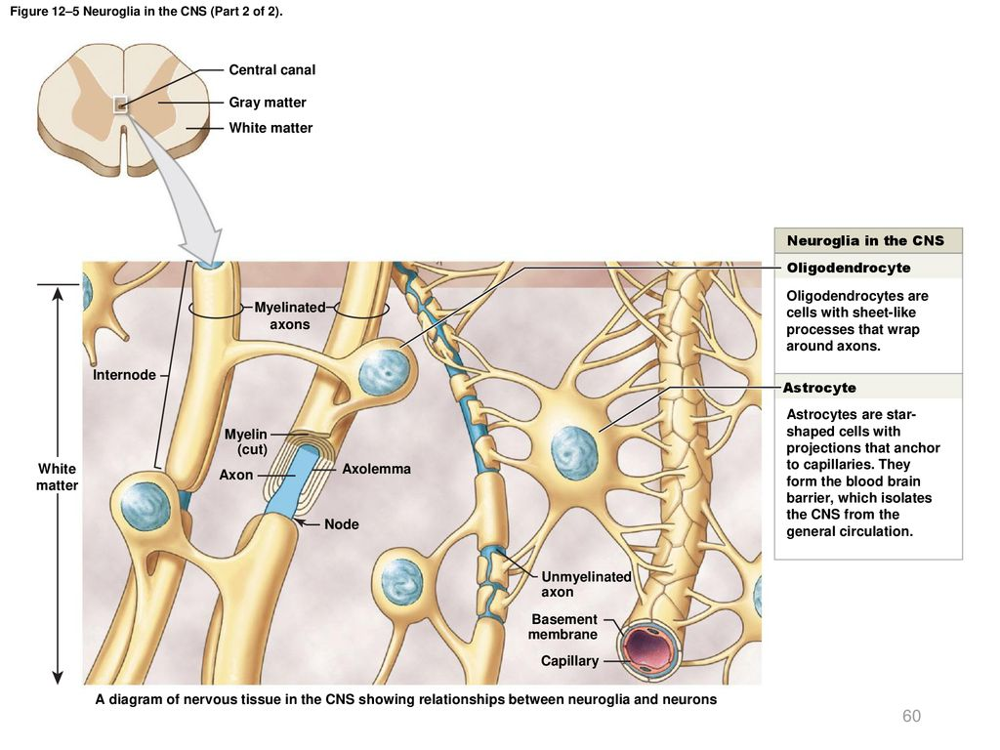 Figure 12–5 Neuroglia in the CNS (Part 2 of 2).
Central canal
Gray matter
White matter
Neuroglia in the CNS
Oligodendrocyte
Oligodendrocytes are
cells with sheet-like
processes that wrap
around axons.
Astrocyte
Astrocytes are star-
shaped cells with
projections that anchor
to capillaries. They
form the blood brain
barrier, which isolates
the CNS from the
general circulation.
Myelinated
axons
Internode
Myelin
(cut)
White
matter
Axon
Axolemma
Node
Unmyelinated
axon
Basement
membrane
Capillary
A diagram of nervous tissue in the CNS showing relationships between neuroglia and neurons
60